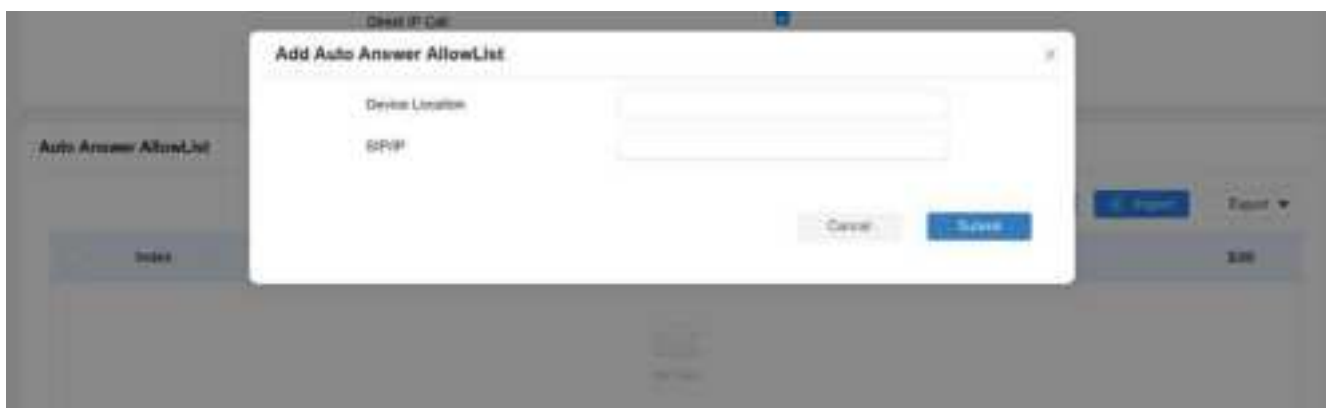 Direct IP Call
Add Auto Answer AllowList
Device Location
Auto Answer AllowList
SIP/IP
Import
Export
Cancel
Submit
Index
Edit